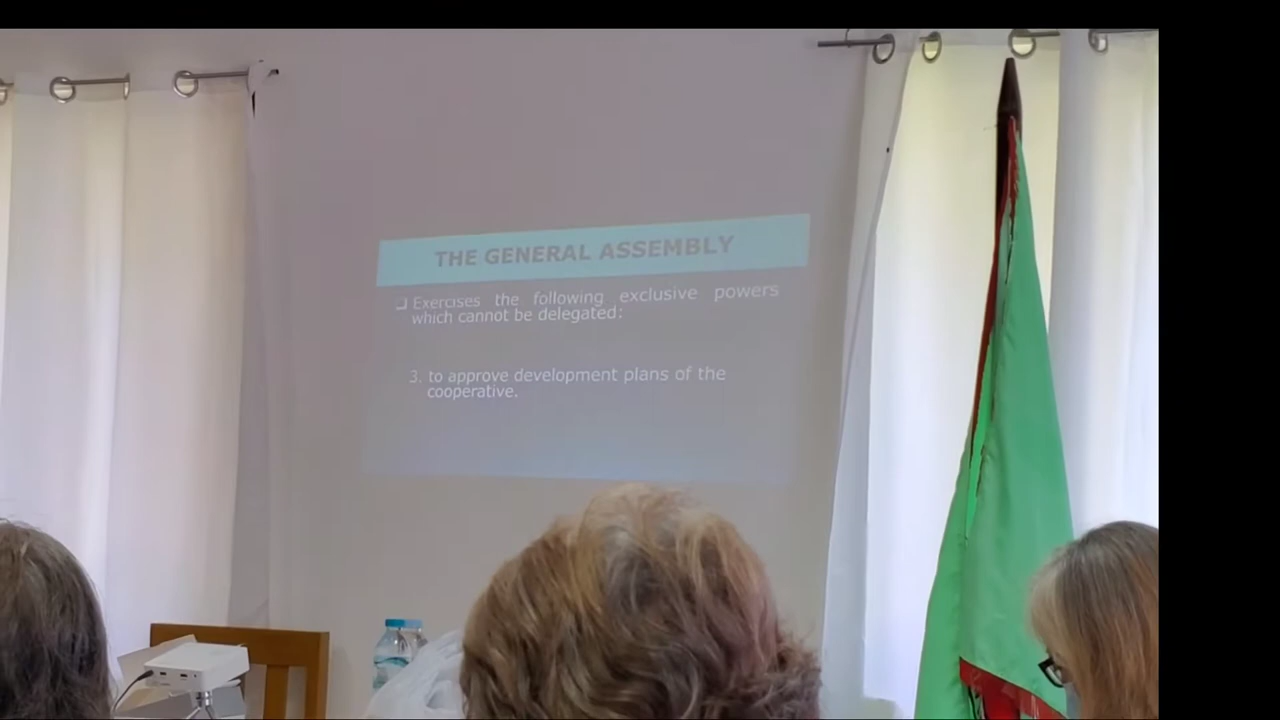 THE GENERAL ASSEMBLY
❑ Exercises the following exclusive powers
which cannot be delegated:
3. to approve development plans of the
cooperative.